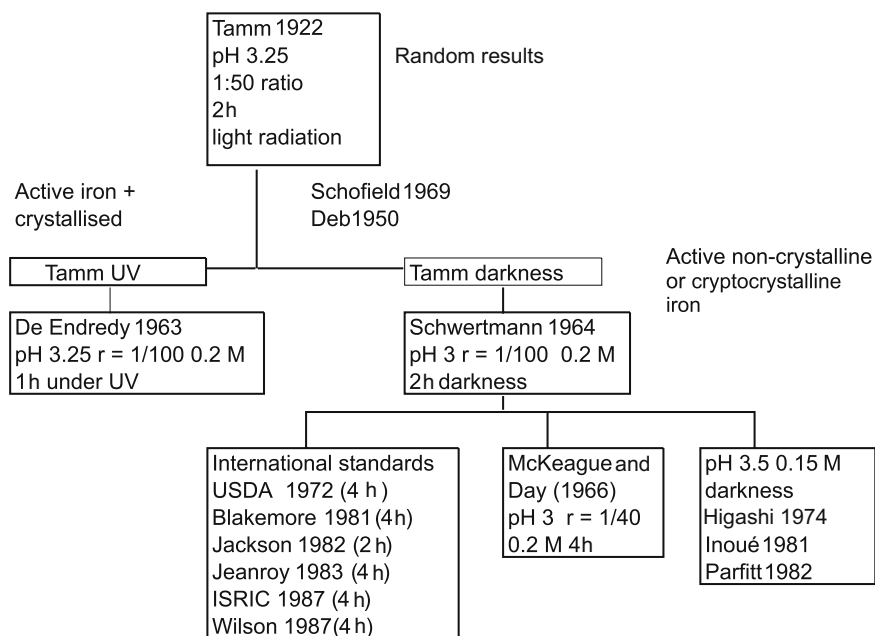 Tamm 1922
pH 3.25
1:50 ratio
2h
light radiation
Random results
Active iron +
crystallised
Schofield 1969
Deb1950
Tamm UV
Tamm darkness
Active non-crystalline
or cryptocrystalline
iron
De Endredy 1963
pH 3.25 r = 1/100 0.2 M
1h under UV
Schwertmann 1964
pH 3 r = 1/100 0.2 M
2h darkness
International standards
USDA 1972 (4 h)
Blakemore 1981 (4h)
Jackson 1982 (2 h)
Jeanroy 1983 (4h)
ISRIC 1987 (4 h)
Wilson 1987(4 h)
McKeague and
Day (1966)
pH 3 r = 1/40
0.2 M 4h
pH 3.5 0.15 M
darkness
Higashi 1974
Inoué 1981
Parfitt 1982